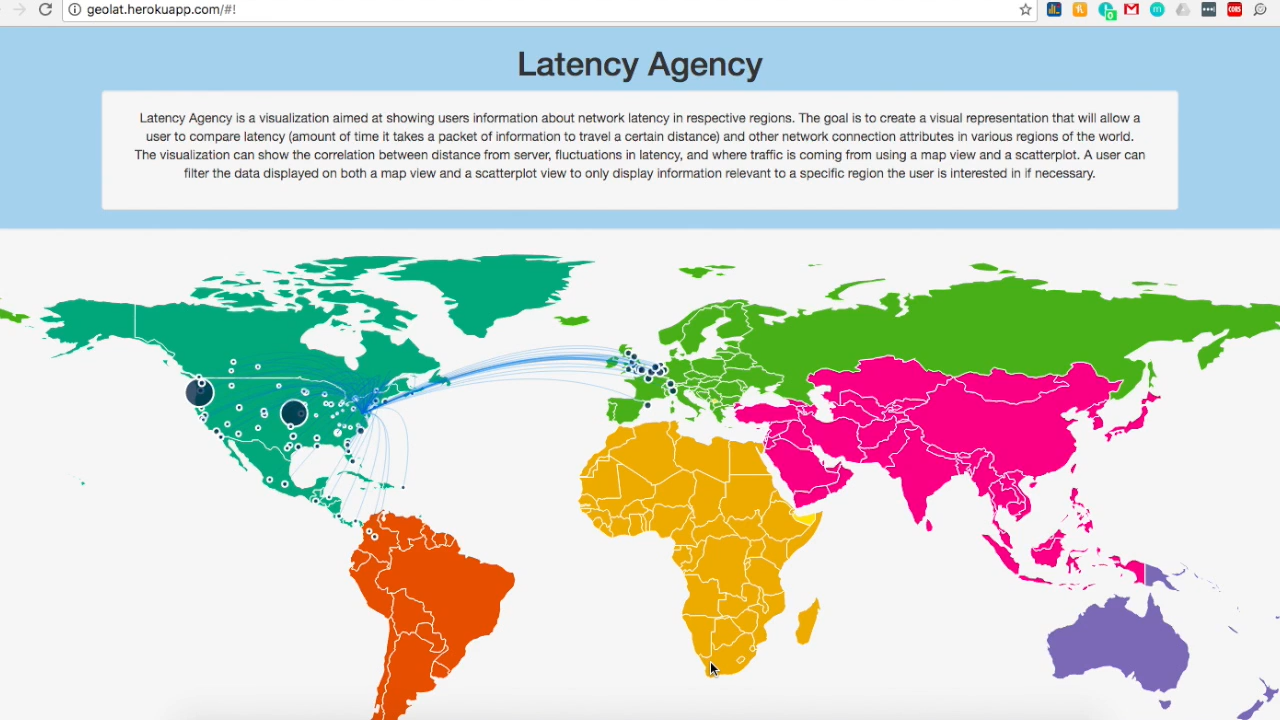 geolat.herokuapp.com/#!
0
m
CORS
Latency Agency
Latency Agency is a visualization aimed at showing users information about network latency in respective regions. The goal is to create a visual representation that will allow a
user to compare latency (amount of time it takes a packet of information to travel a certain distance) and other network connection attributes in various regions of the world.
The visualization can show the correlation between distance from server, fluctuations in latency, and where traffic is coming from using a map view and a scatterplot. A user can
filter the data displayed on both a map view and a scatterplot view to only display information relevant to a specific region the user is interested in if necessary.